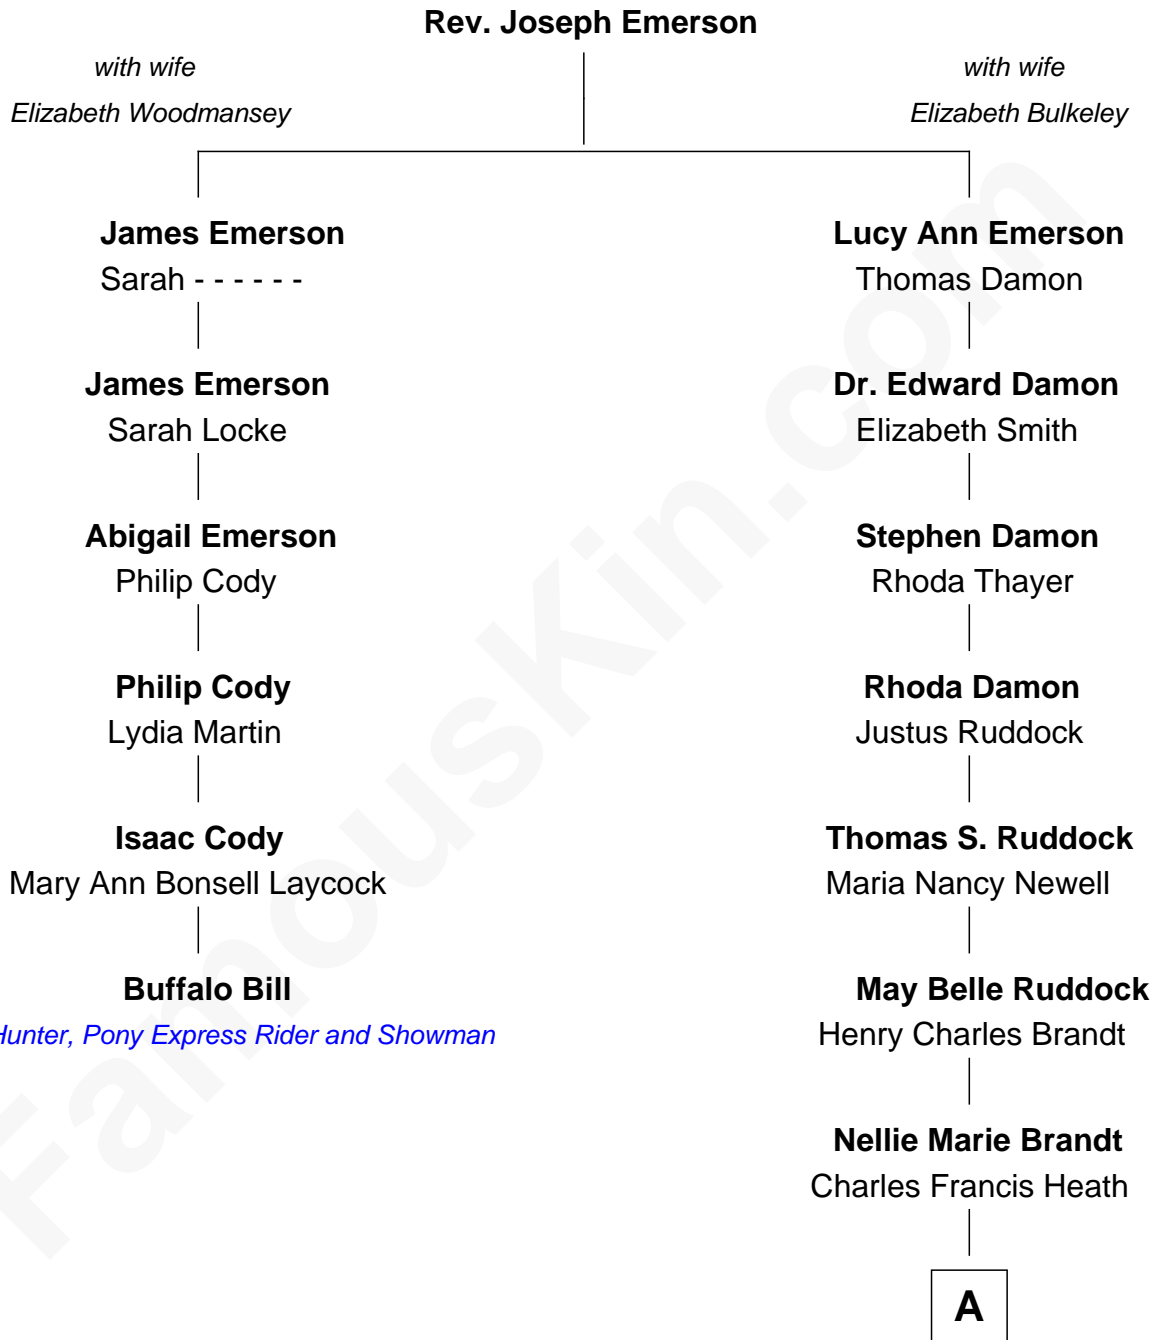 Rev. Joseph Emerson
with wife
Elizabeth Woodmansey
with wife
Elizabeth Bulkeley
James Emerson
Sarah - - - - - -
Lucy Ann Emerson
Thomas Damon
James Emerson
Sarah Locke
Dr. Edward Damon
Elizabeth Smith
Abigail Emerson
Philip Cody
Stephen Damon
Rhoda Thayer
Philip Cody
Lydia Martin
Rhoda Damon
Justus Ruddock
Isaac Cody
Mary Ann Bonsell Laycock
Thomas S. Ruddock
Maria Nancy Newell
Buffalo Bill
Hunter, Pony Express Rider and Showman
May Belle Ruddock
Henry Charles Brandt
Nellie Marie Brandt
Charles Francis Heath
A
FamousKin.com